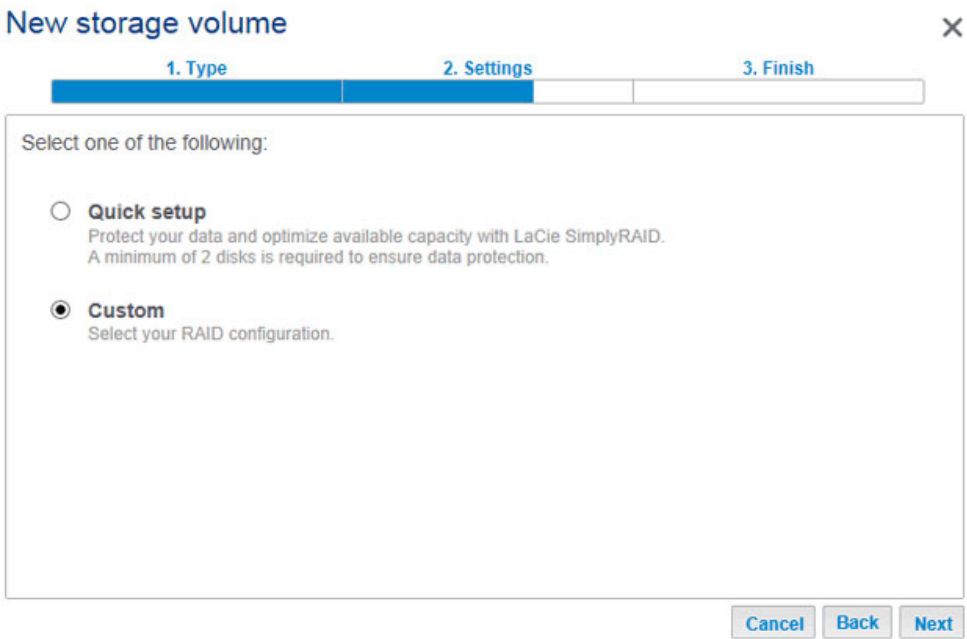 New storage volume
1. Type
2. Settings
3. Finish
Select one of the following:
Quick setup
Protect your data and optimize available capacity with LaCie SimplyRAID.
A minimum of 2 disks is required to ensure data protection.
Custom
Select your RAID configuration.
Cancel
Back
Next